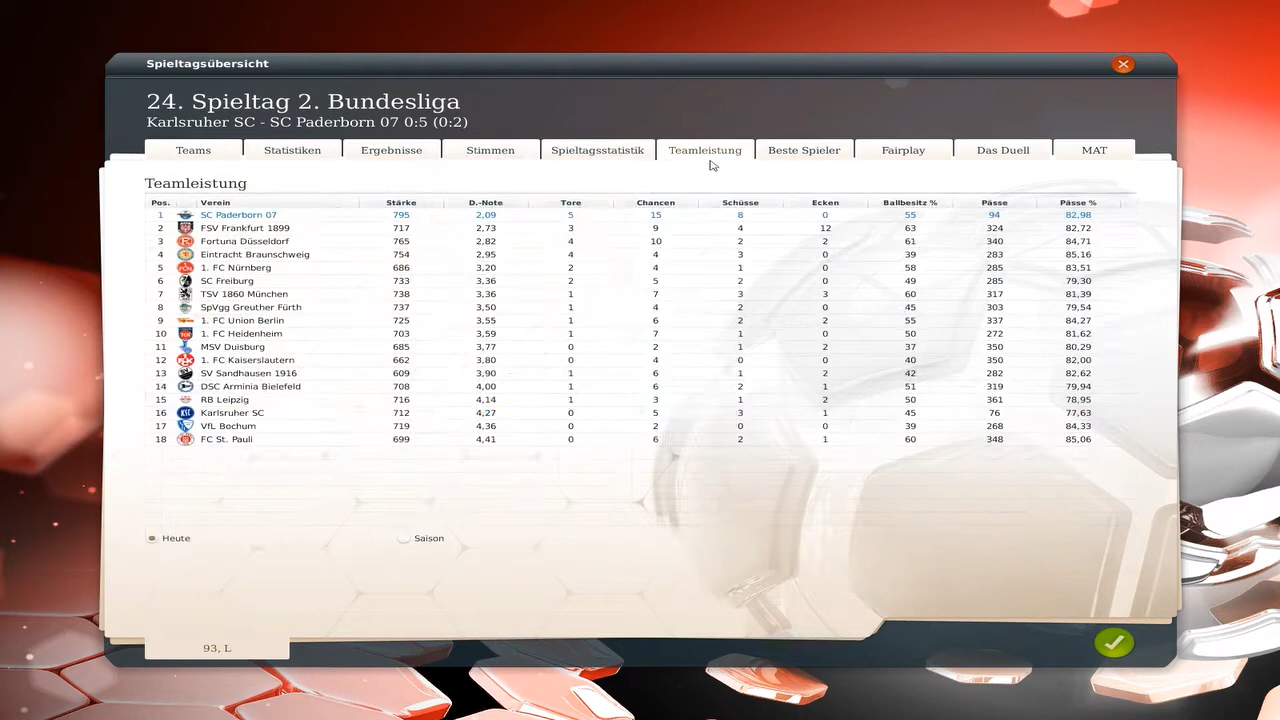 Spieltagsübersicht
24. Spieltag 2. Bundesliga
Karlsruher SC - SC Paderborn 07 0:5 (0:2)
Teams Statistiken Ergebnisse Stimmen Spieltagsstatistik Teamleistung Beste Spieler Fairplay Das Duell MAT
Teamleistung
Pos. Verein Stärke D.-Note Tore Chancen Schüsse Ecken Ballbesitz % Pässe Pässe %
1 SC Paderborn 07 795 2,09 5 15 8 0 55 94 82,98
2 FSV Frankfurt 1899 717 2,73 3 9 4 12 63 324 82,72
3 Fortuna Düsseldorf 765 2,82 4 10 2 2 61 340 84,71
4 Eintracht Braunschweig 754 2,95 4 4 3 0 39 283 85,16
5 1. FC Nürnberg 686 3,20 2 4 1 0 58 285 83,51
6 SC Freiburg 733 3,36 2 5 2 0 49 285 79,30
7 TSV 1860 München 738 3,36 1 7 3 3 60 317 81,39
8 SpVgg Greuther Fürth 737 3,50 1 4 2 0 45 303 79,54
9 1. FC Union Berlin 725 3,55 1 6 2 2 55 337 84,27
10 1. FC Heidenheim 703 3,59 1 7 1 0 50 272 81,62
11 MSV Duisburg 685 3,77 0 2 1 2 37 350 80,29
12 1. FC Kaiserslautern 662 3,80 0 4 0 0 40 350 82,00
13 SV Sandhausen 1916 609 3,90 1 6 1 2 42 282 82,62
14 DSC Arminia Bielefeld 708 4,00 1 6 2 1 51 319 79,94
15 RB Leipzig 716 4,14 1 3 1 2 50 361 78,95
16 Karlsruher SC 712 4,27 0 5 3 1 45 76 77,63
17 VfL Bochum 719 4,36 0 2 0 0 39 268 84,33
18 FC St. Pauli 699 4,41 0 6 2 1 60 348 85,06
Heute Saison
93, L